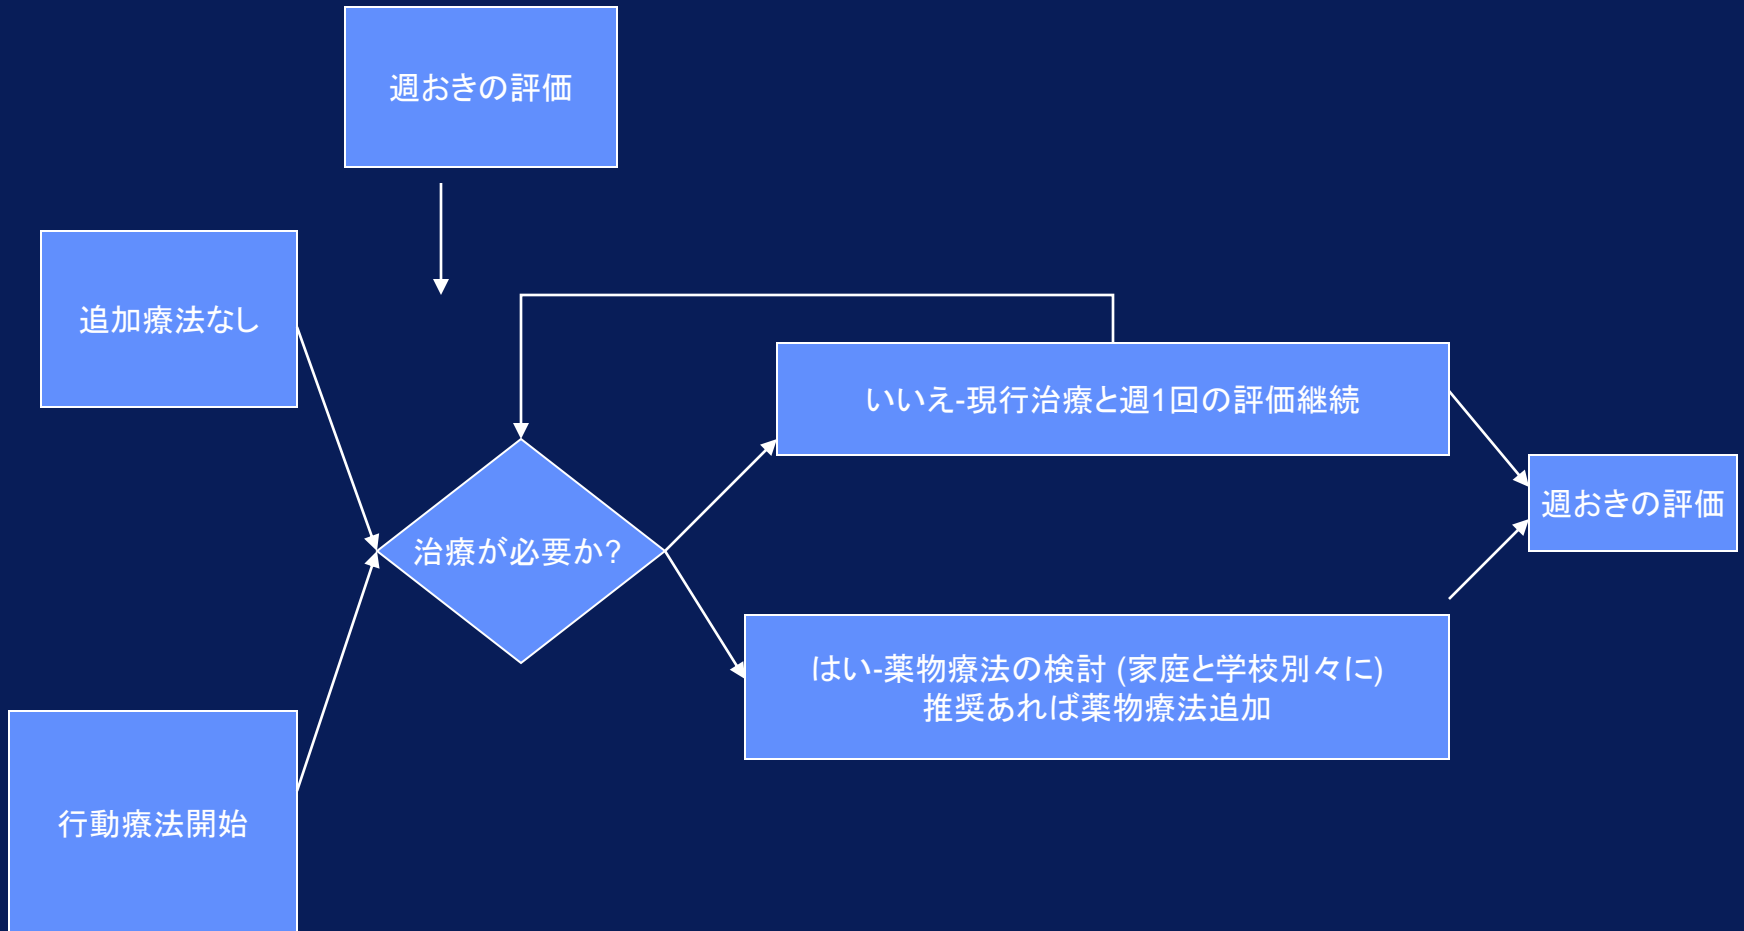 週おきの評価
追加療法なし
いいえ-現行治療と週1回の評価継続
週おきの評価
治療が必要か?
はい-薬物療法の検討 (家庭と学校別々に)
推奨あれば薬物療法追加
行動療法開始